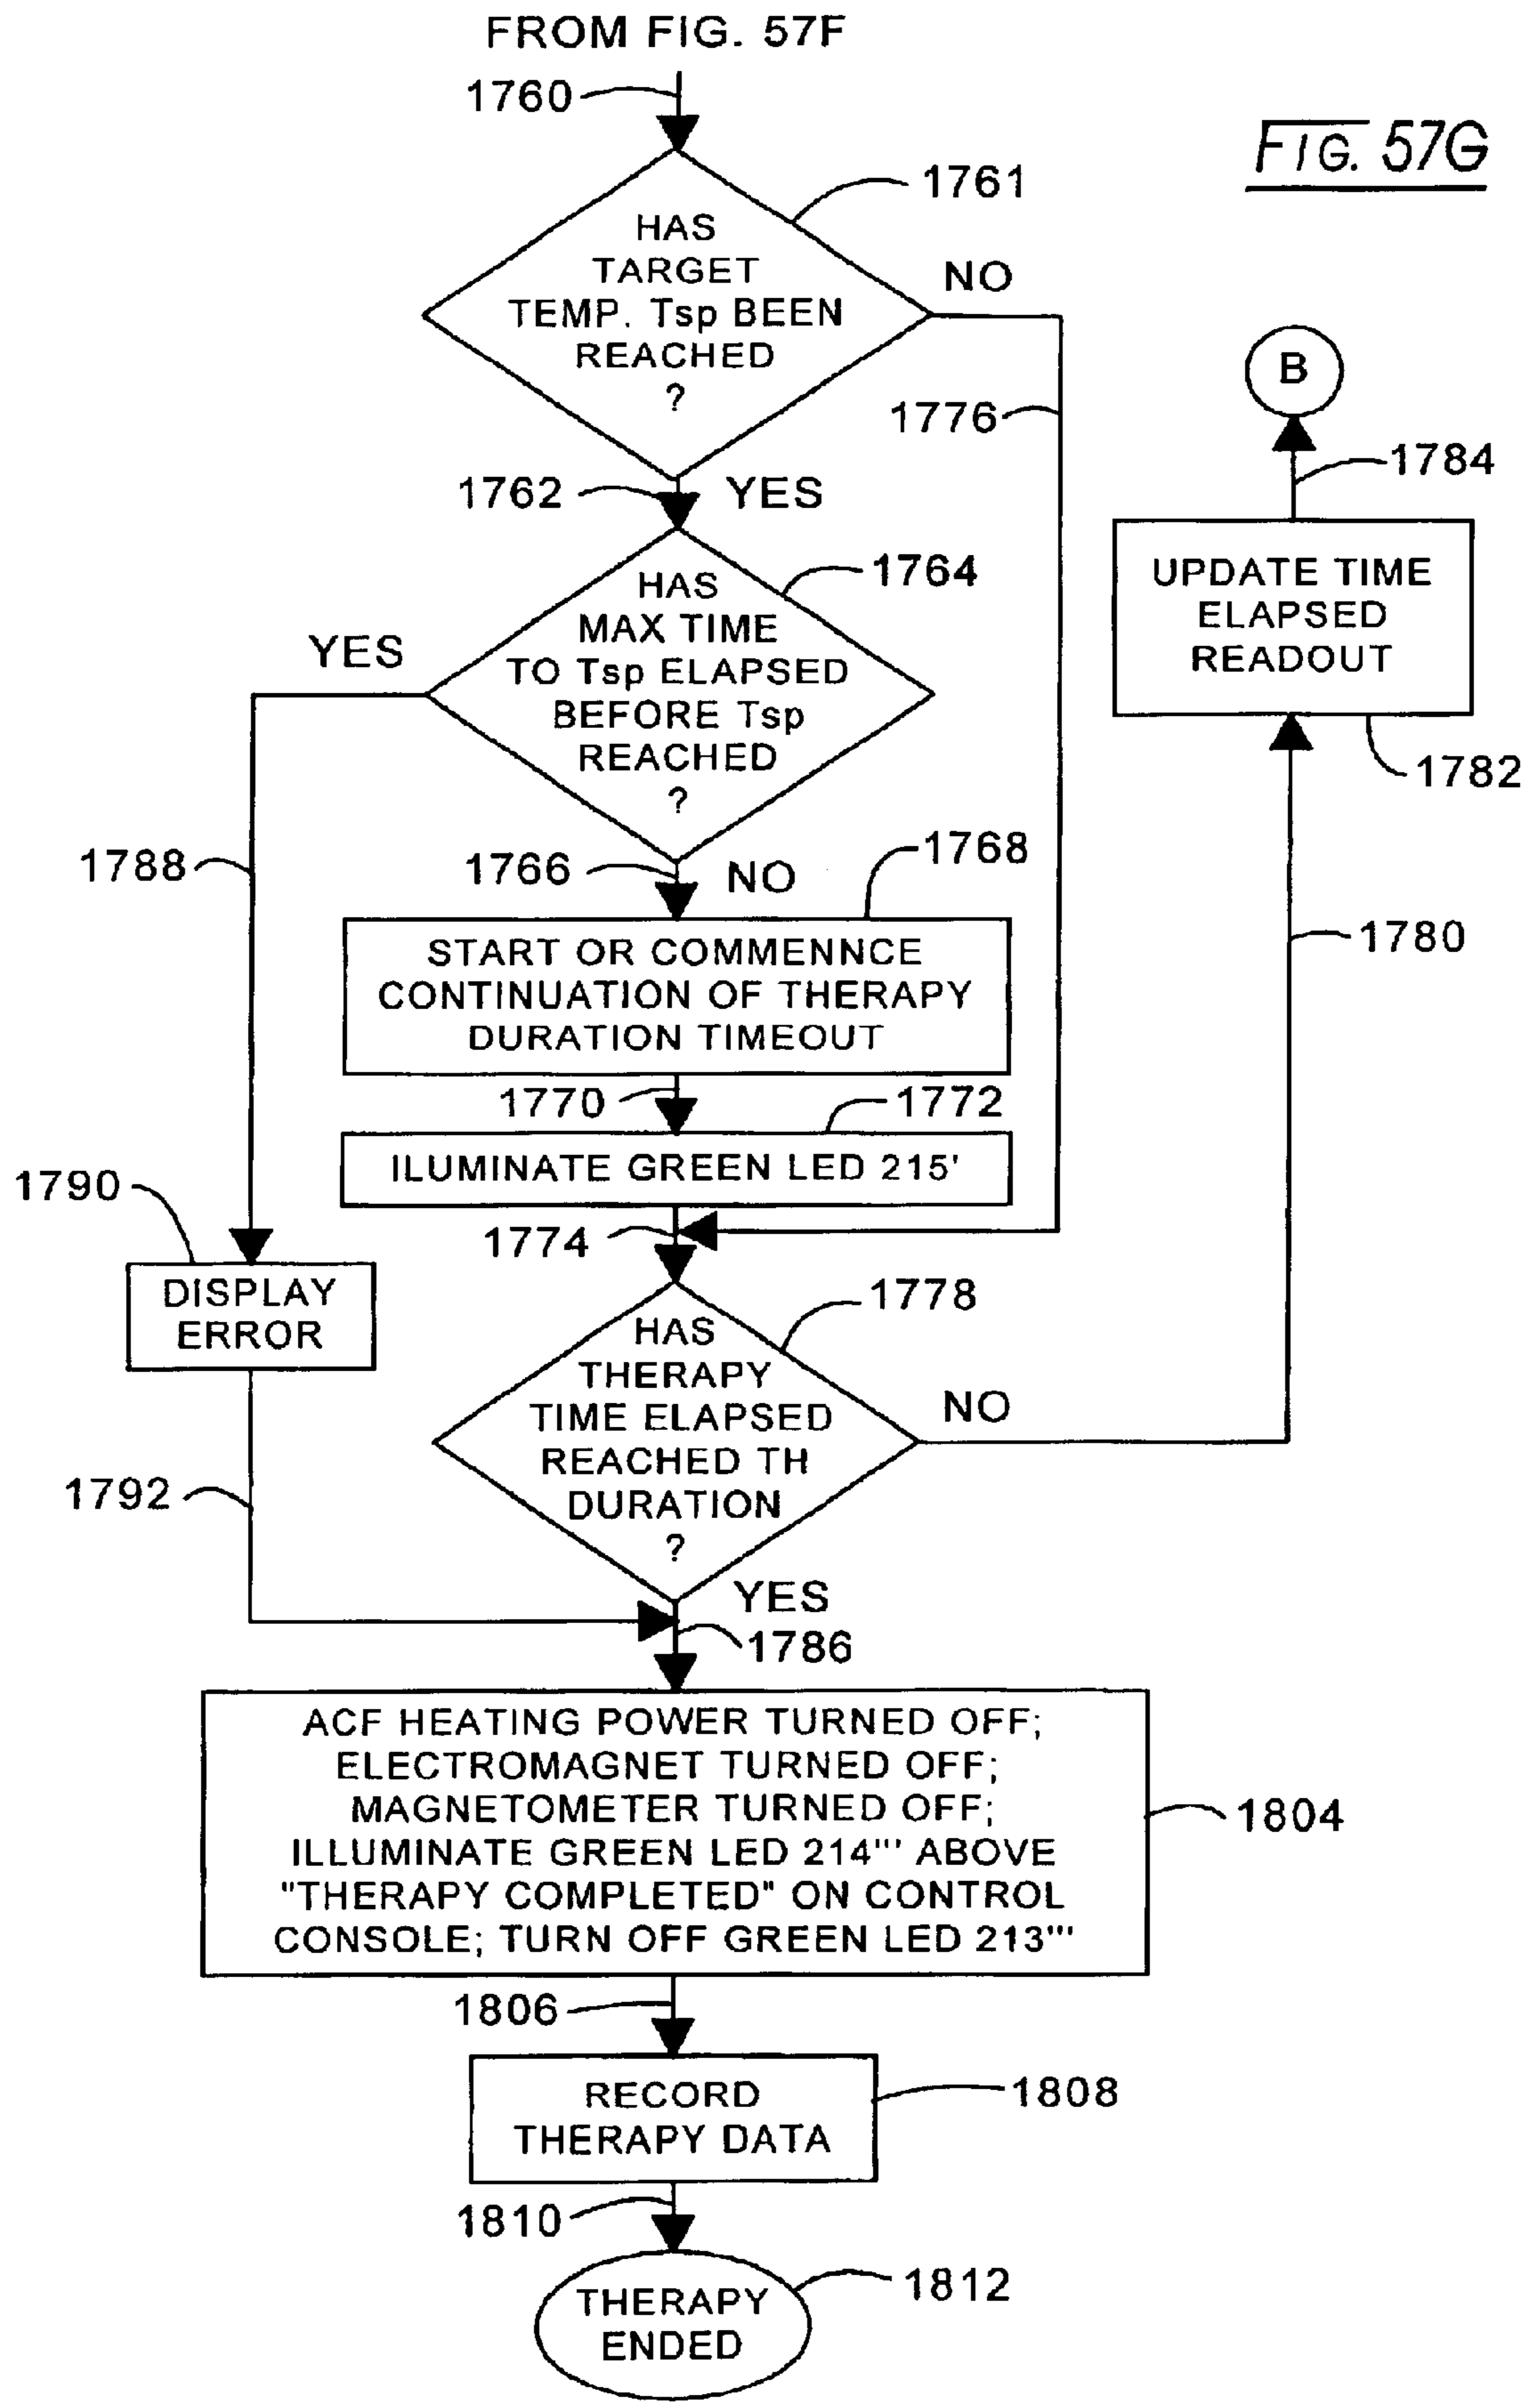 FROM FIG. 57F
1760
FIG. 57G
1761
HAS
TARGET
TEMP. Tsp BEEN
REACHED
?
NO
1776
B
1784
1762
YES
UPDATE TIME
ELAPSED
READOUT
1782
1764
HAS
MAX TIME
TO Tsp ELAPSED
BEFORE Tsp
REACHED
?
YES
1788
1766
NO
1768
1780
START OR COMMENNCE
CONTINUATION OF THERAPY
DURATION TIMEOUT
1770
1772
ILUMINATE GREEN LED 215'
1790
1774
DISPLAY
ERROR
1778
HAS
THERAPY
TIME ELAPSED
REACHED TH
DURATION
?
NO
1792
YES
1786
ACF HEATING POWER TURNED OFF;
ELECTROMAGNET TURNED OFF;
MAGNETOMETER TURNED OFF;
ILLUMINATE GREEN LED 214''' ABOVE
"THERAPY COMPLETED" ON CONTROL
CONSOLE; TURN OFF GREEN LED 213'''
1804
1806
RECORD
THERAPY DATA
1808
1810
THERAPY
ENDED
1812